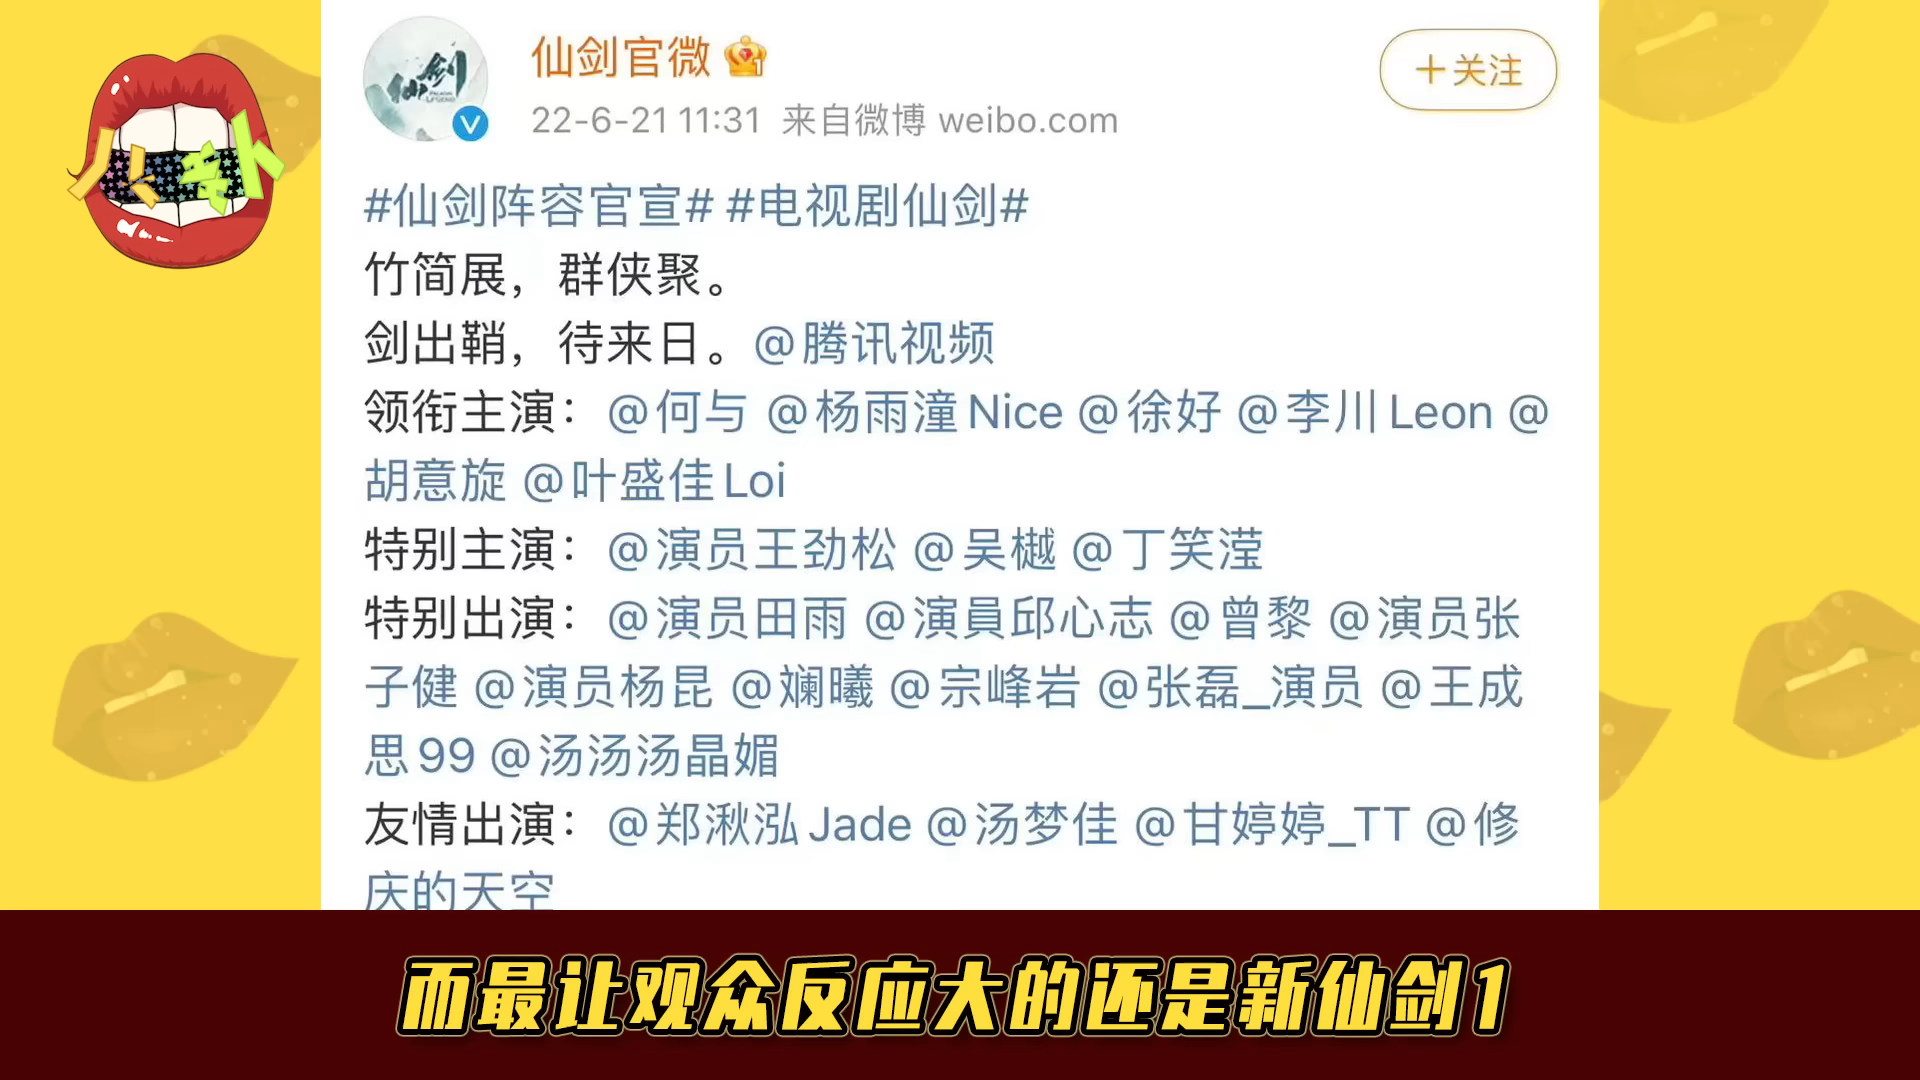 八卦
仙剑
仙剑官微
22-6-21 11:31 来自微博 weibo.com
+关注
#仙剑阵容官宣# #电视剧仙剑#
竹简展，群侠聚。
剑出鞘，待来日。@腾讯视频
领衔主演：@何与 @杨雨潼Nice @徐好 @李川Leon @
胡意旋 @叶盛佳Loi
特别主演：@演员王劲松 @吴樾 @丁笑滢
特别出演：@演员田雨 @演員邱心志 @曾黎 @演员张
子健 @演员杨昆 @斓曦 @宗峰岩 @张磊_演员 @王成
思99 @汤汤汤晶媚
友情出演：@郑湫泓Jade @汤梦佳 @甘婷婷_TT @修
庆的天空
而最让观众反应大的还是新仙剑1